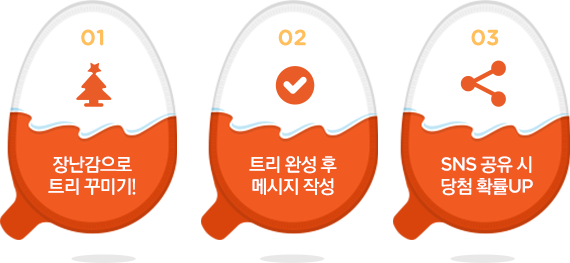 01
장난감으로
트리 꾸미기!
02
트리 완성 후
메시지 작성
03
SNS 공유 시
당첨 확률UP